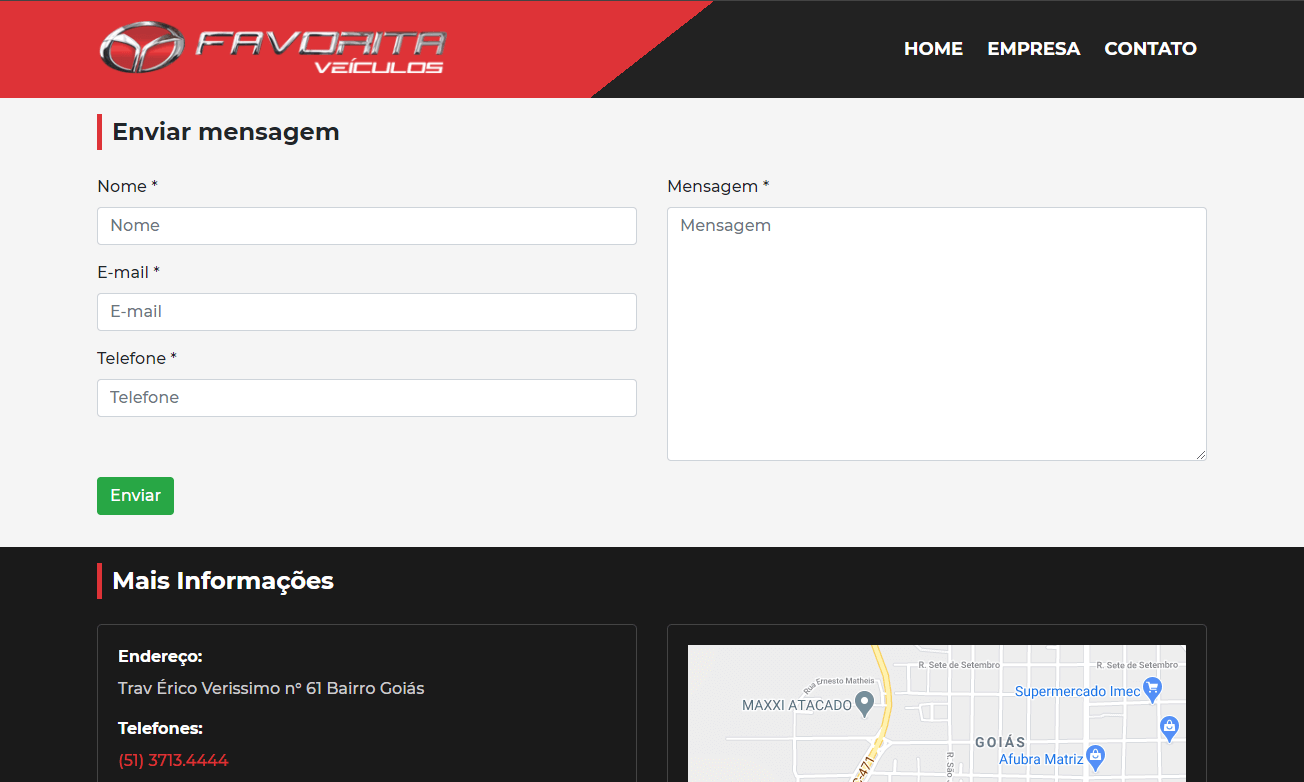 FAVORITA
VEÍCULOS
HOME EMPRESA CONTATO
Enviar mensagem
Nome *
Nome
E-mail *
E-mail
Telefone *
Telefone
Mensagem *
Mensagem
Enviar
Mais Informações
Endereço:
Trav Érico Verissimo nº 61 Bairro Goiás
Telefones:
(51) 3713.4444
R. Sete de Setembro
R. Sete de Setembro
Rua Ernesto Matheis
Supermercado Imec
MAXXI ATACADO
GOIÁS
Afubra Matriz
471
R. São